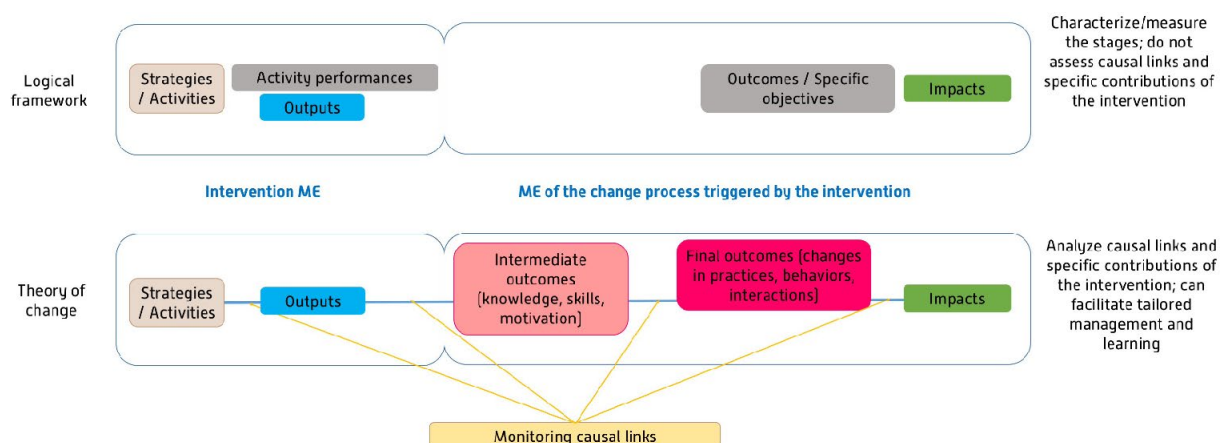 Logical
framework
Strategies
/ Activities
Activity performances
Outputs
Outcomes / Specific
objectives
Impacts
Characterize/measure
the stages; do not
assess causal links and
specific contributions of
the intervention
Intervention ME
ME of the change process triggered by the intervention
Theory of
change
Strategies
/ Activities
Outputs
Intermediate
outcomes
(knowledge, skills,
motivation)
Final outcomes (changes
in practices, behaviors,
interactions)
Impacts
Analyze causal links and
specific contributions of
the intervention; can
facilitate tailored
management and
learning
Monitoring causal links